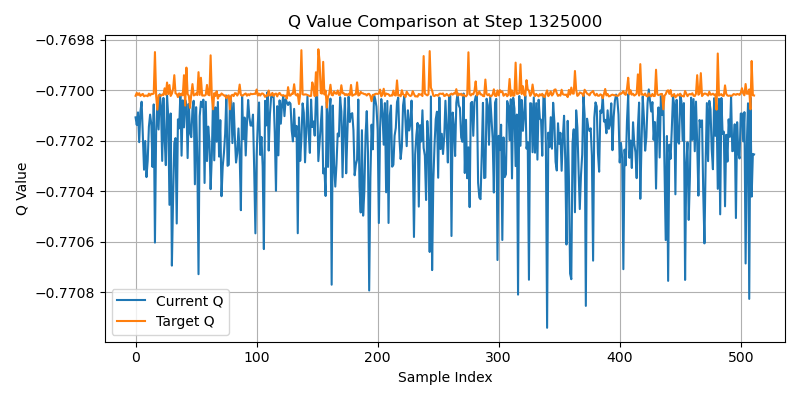 Q Value Comparison at Step 1325000
Q Value
−0.7698
−0.7700
−0.7702
−0.7704
−0.7706
−0.7708
Current Q
Target Q
0 100 200 300 400 500
Sample Index